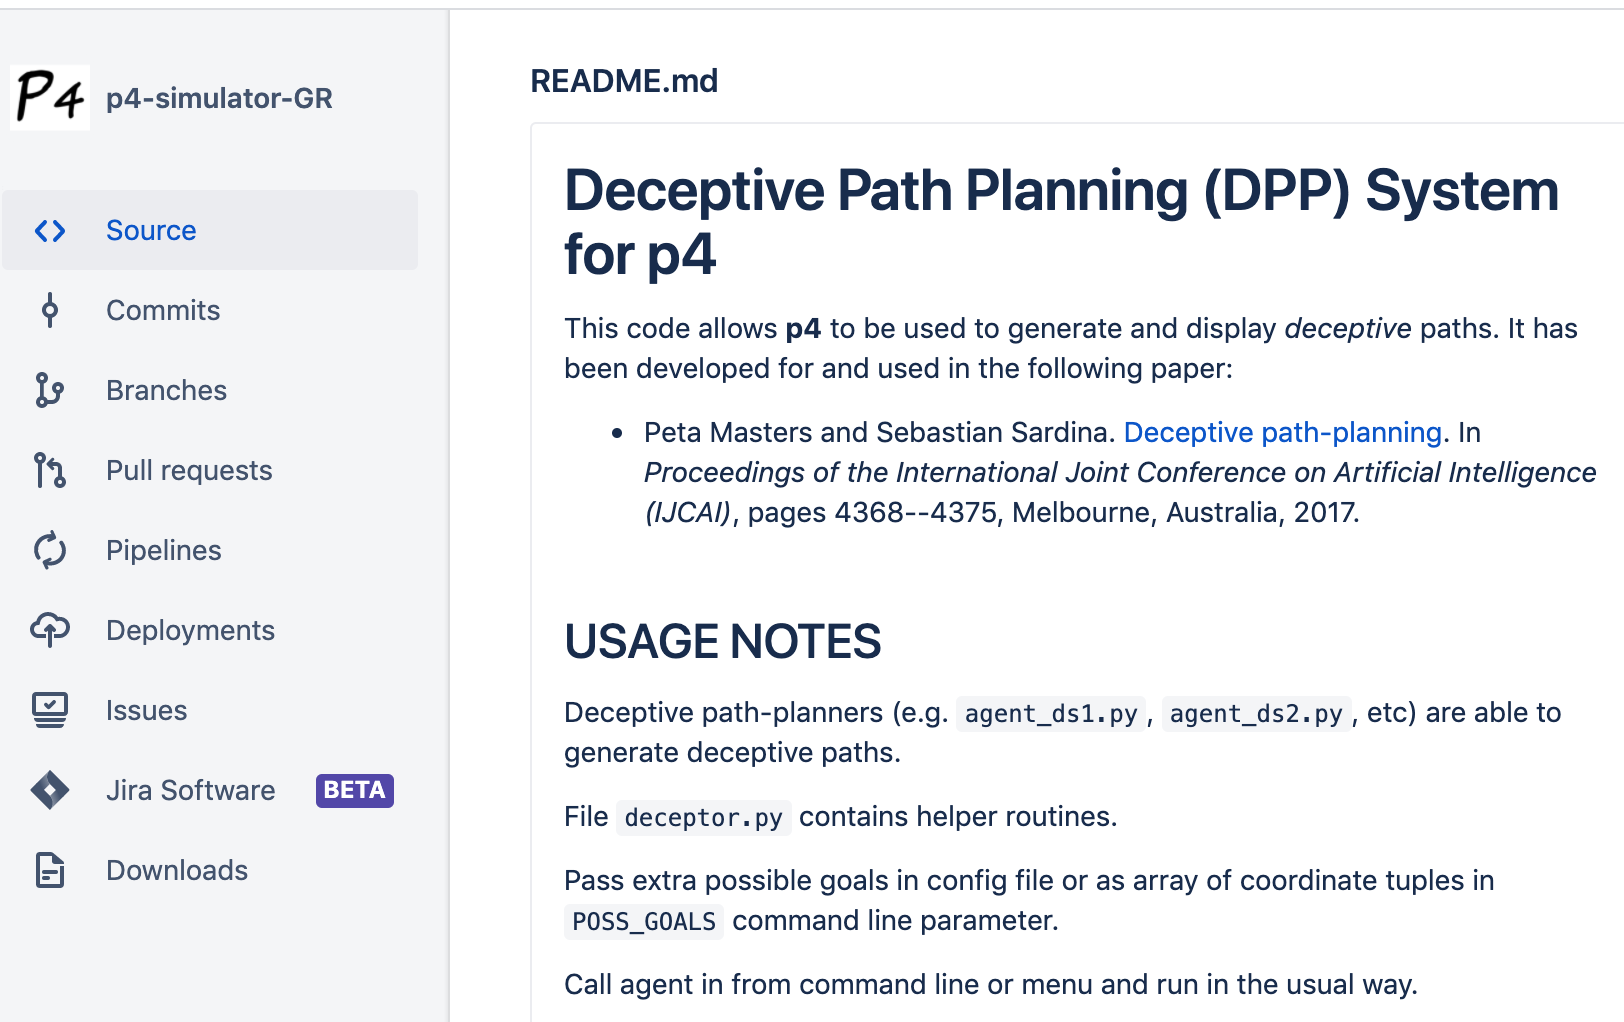 P4
p4-simulator-GR
Source
Commits
Branches
Pull requests
Pipelines
Deployments
Issues
Jira Software BETA
Downloads
README.md
Deceptive Path Planning (DPP) System
for p4
This code allows p4 to be used to generate and display deceptive paths. It has
been developed for and used in the following paper:
• Peta Masters and Sebastian Sardina. Deceptive path-planning. In
Proceedings of the International Joint Conference on Artificial Intelligence
(IJCAI), pages 4368--4375, Melbourne, Australia, 2017.
USAGE NOTES
Deceptive path-planners (e.g. agent_ds1.py, agent_ds2.py, etc) are able to
generate deceptive paths.
File deceptor.py contains helper routines.
Pass extra possible goals in config file or as array of coordinate tuples in
POSS_GOALS command line parameter.
Call agent in from command line or menu and run in the usual way.